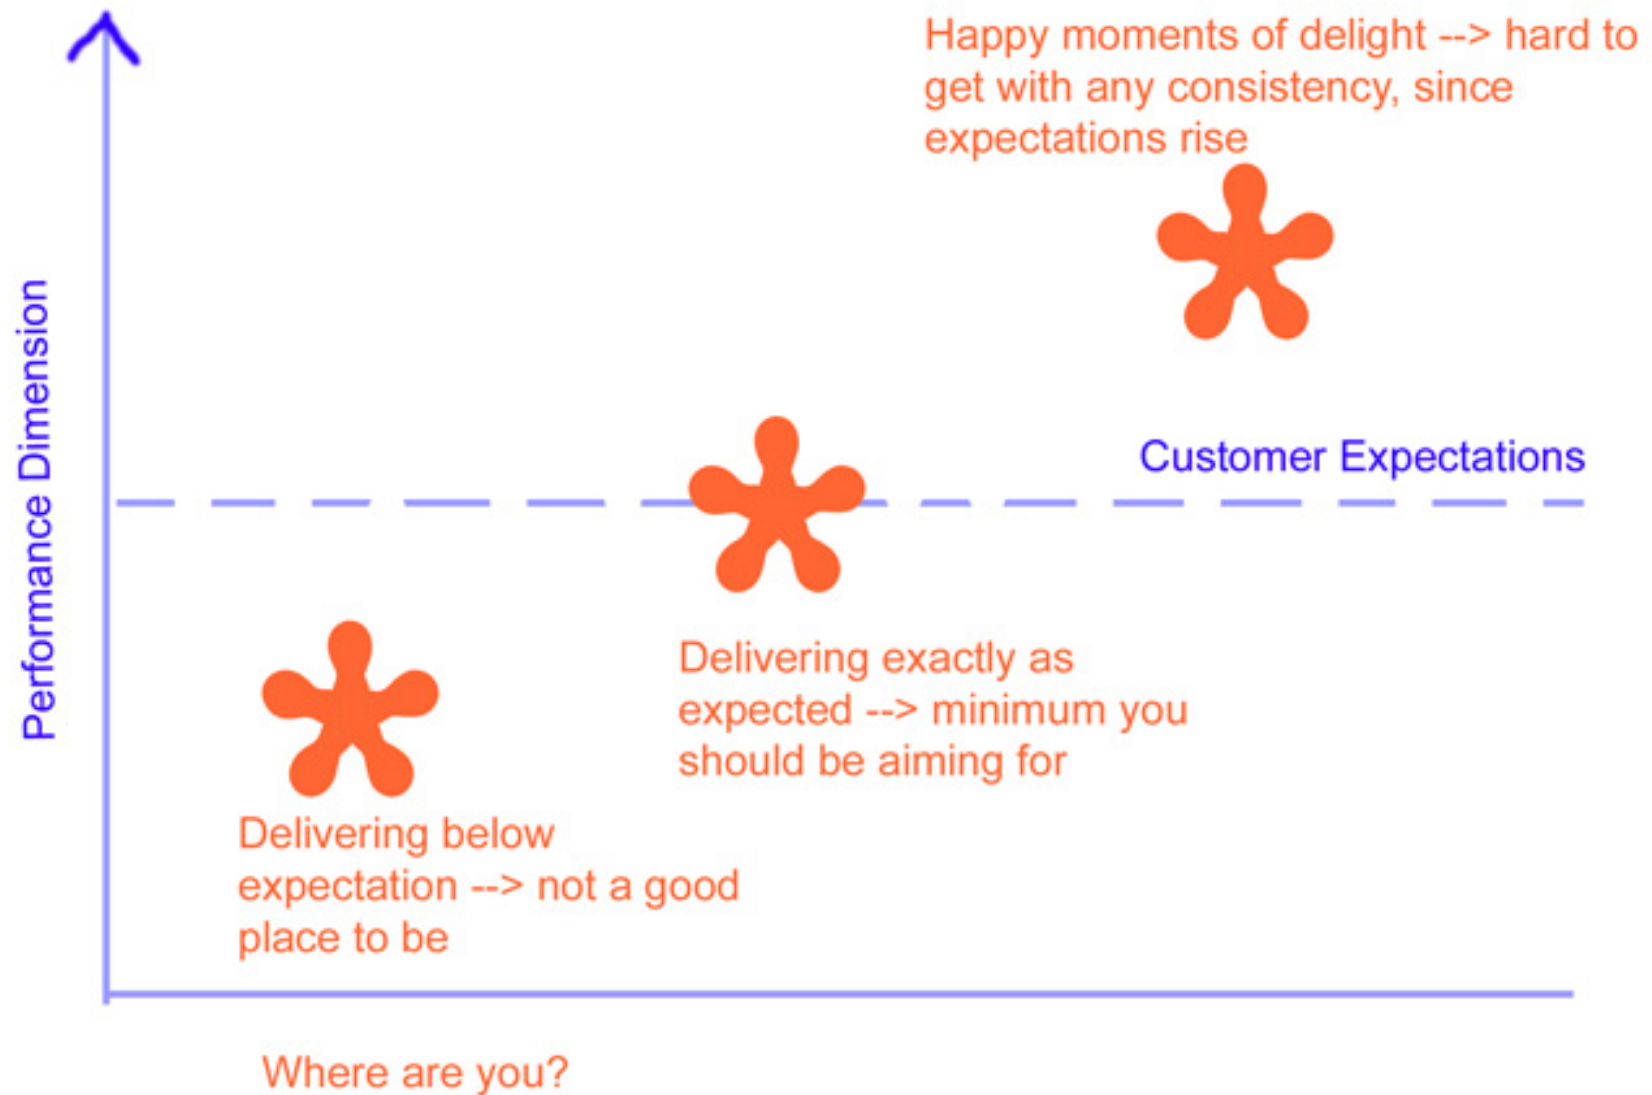 Happy moments of delight --> hard to
get with any consistency, since
expectations rise
Performance Dimension
Customer Expectations
Delivering exactly as
expected --> minimum you
should be aiming for
Delivering below
expectation --> not a good
place to be
Where are you?